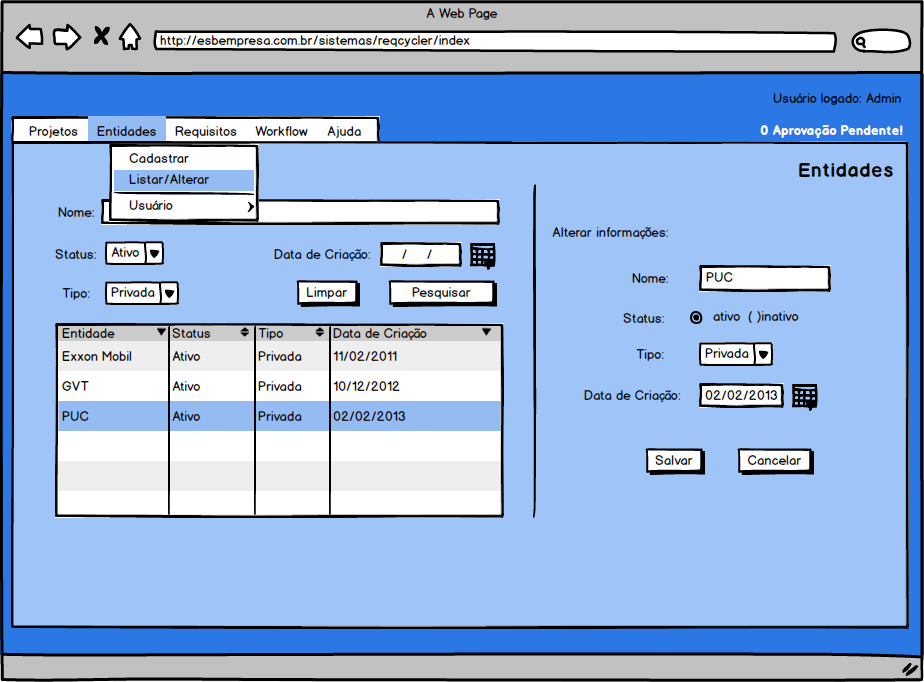 A Web Page
http://esbempresa.com.br/sistemas/reqcycler/index
Usuário logado: Admin
Projetos Entidades Requisitos Workflow Ajuda
0 Aprovação Pendente!
Cadastrar
Listar/Alterar
Usuário
Entidades
Nome:
Status: Ativo
Data de Criação: / /
Tipo: Privada
Limpar Pesquisar
Entidade Status Tipo Data de Criação
Exxon Mobil Ativo Privada 11/02/2011
GVT Ativo Privada 10/12/2012
PUC Ativo Privada 02/02/2013
Alterar informações:
Nome: PUC
Status: ativo ( )inativo
Tipo: Privada
Data de Criação: 02/02/2013
Salvar Cancelar